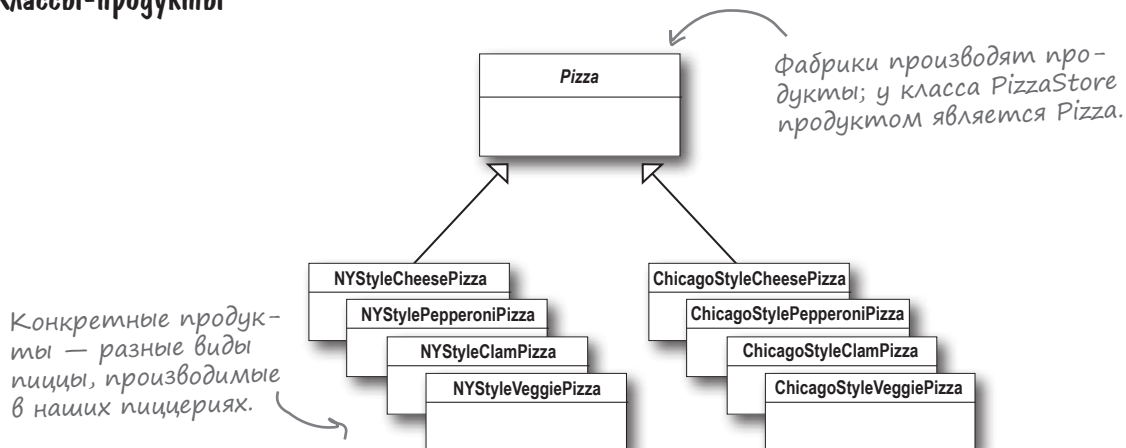 Классы-продукты
Pizza
Фабрики производят про-
дукты; у класса PizzaStore
продуктом является Pizza.
NYStyleCheesePizza
NYStylePepperoniPizza
NYStyleClamPizza
NYStyleVeggiePizza
ChicagoStyleCheesePizza
ChicagoStylePepperoniPizza
ChicagoStyleClamPizza
ChicagoStyleVeggiePizza
Конкретные продук-
ты — разные виды
пиццы, производимые
в наших пиццериях.